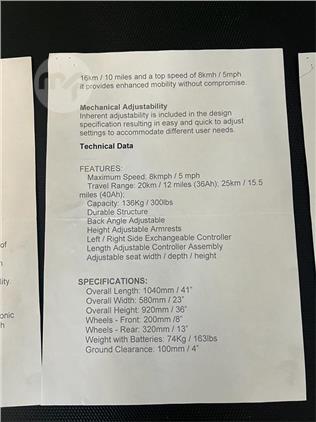 16km / 10 miles and a top speed of 8kmh / 5mph
it provides enhanced mobility without compromise.
Mechanical Adjustability
Inherent adjustability is included in the design
specification resulting in easy and quick to adjust
settings to accommodate different user needs.
Technical Data
FEATURES:
Maximum Speed: 8kmph / 5 mph
Travel Range: 20km / 12 miles (36Ah); 25km / 15.5
miles (40Ah);
Capacity: 136Kg / 300lbs
Durable Structure
Back Angle Adjustable
Height Adjustable Armrests
Left / Right Side Exchangeable Controller
Length Adjustable Controller Assembly
Adjustable seat width / depth / height
SPECIFICATIONS:
Overall Length: 1040mm / 41"
Overall Width: 580mm / 23"
Overall Height: 920mm / 36"
Wheels - Front: 200mm /8"
Wheels - Rear: 320mm / 13"
Weight with Batteries: 74Kg / 163lbs
Ground Clearance: 100mm / 4"
of